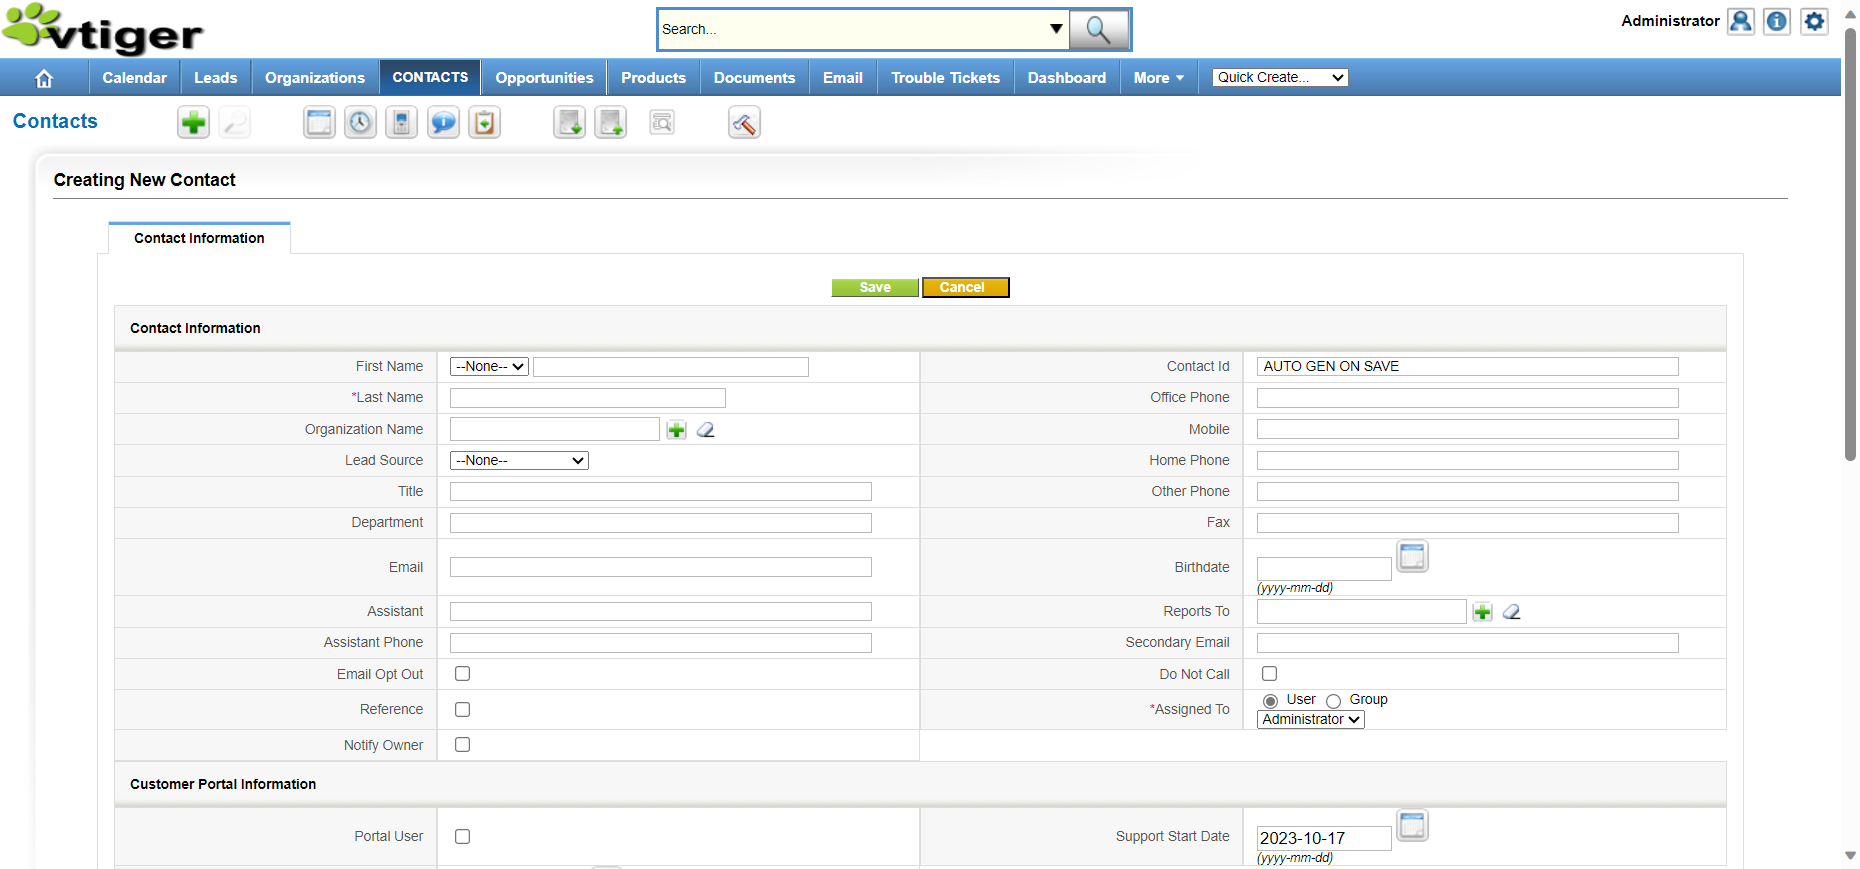 vtiger
Search...
Administrator
Calendar Leads Organizations CONTACTS Opportunities Products Documents Email Trouble Tickets Dashboard More Quick Create...
Contacts
Creating New Contact
Contact Information
Save Cancel
Contact Information
First Name --None-- Contact Id AUTO GEN ON SAVE
*Last Name Office Phone
Organization Name Mobile
Lead Source --None-- Home Phone
Title Other Phone
Department Fax
Email Birthdate
(yyyy-mm-dd)
Assistant Reports To
Assistant Phone Secondary Email
Email Opt Out Do Not Call
Reference *Assigned To User Group
Administrator
Notify Owner
Customer Portal Information
Portal User Support Start Date 2023-10-17
(yyyy-mm-dd)